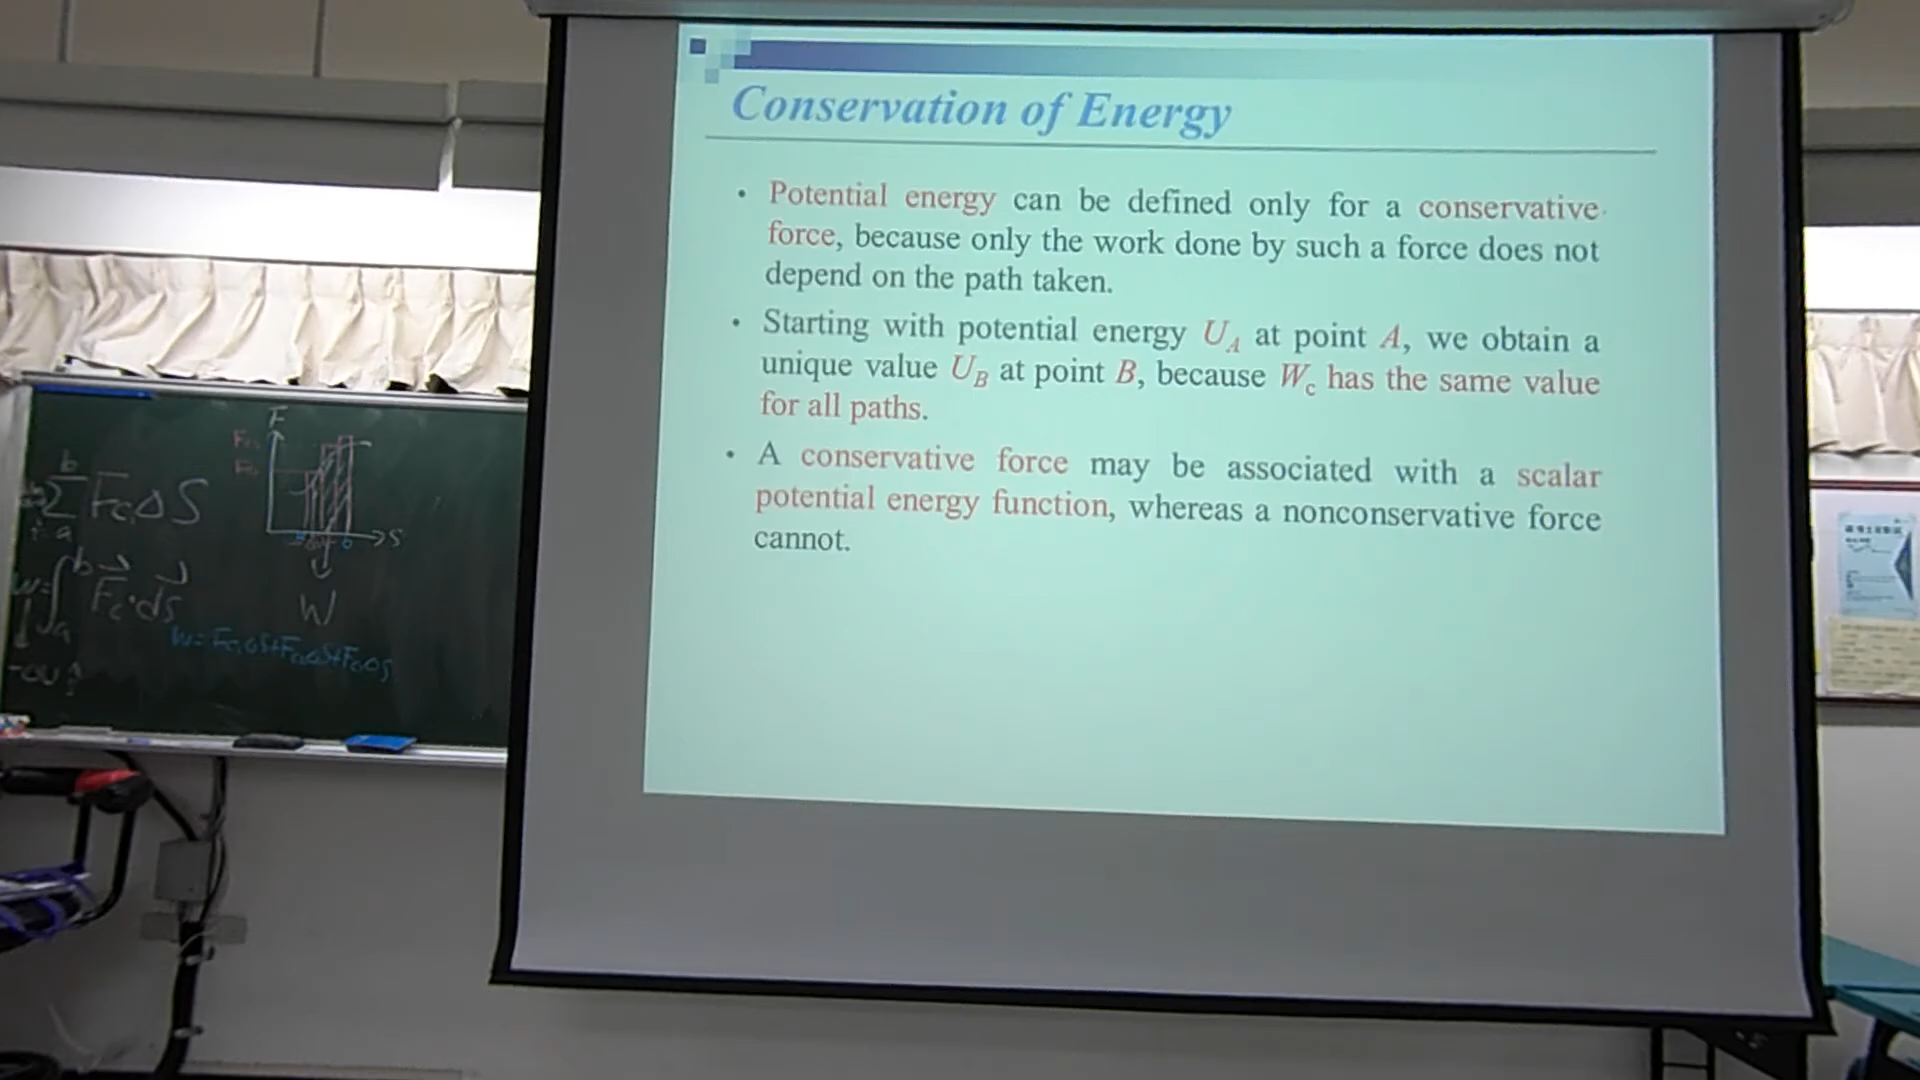 Conservation of Energy
• Potential energy can be defined only for a conservative
force, because only the work done by such a force does not
depend on the path taken.
• Starting with potential energy U_A at point A, we obtain a
unique value U_B at point B, because W_c has the same value
for all paths.
• A conservative force may be associated with a scalar
potential energy function, whereas a nonconservative force
cannot.
F
b
Σ F_c ΔS
i=a
S
W